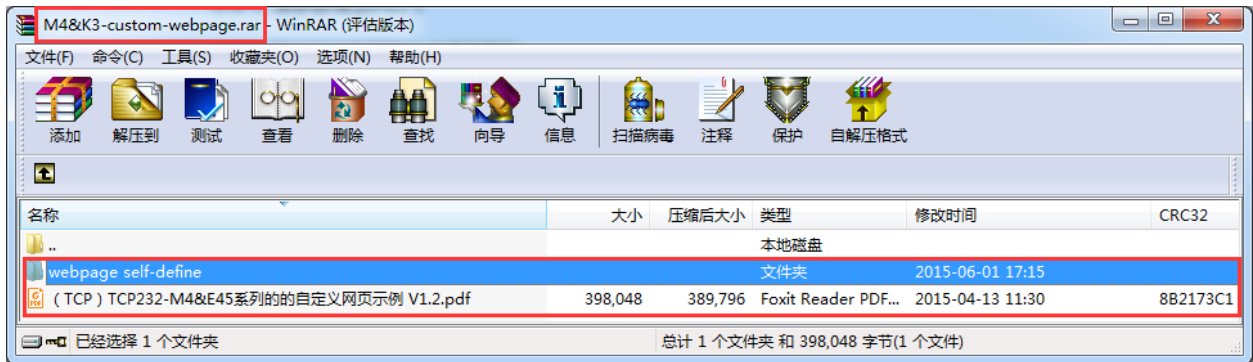 M4&K3-custom-webpage.rar - WinRAR (评估版本)
文件(F) 命令(C) 工具(S) 收藏夹(O) 选项(N) 帮助(H)
添加 解压到 测试 查看 删除 查找 向导 信息 扫描病毒 注释 保护 自解压格式
名称 大小 压缩后大小 类型 修改时间 CRC32
.. 本地磁盘
webpage self-define 文件夹 2015-06-01 17:15
（TCP）TCP232-M4&E45系列的的自定义网页示例 V1.2.pdf 398,048 389,796 Foxit Reader PDF... 2015-04-13 11:30 8B2173C1
已经选择 1 个文件夹 总计 1 个文件夹 和 398,048 字节(1 个文件)